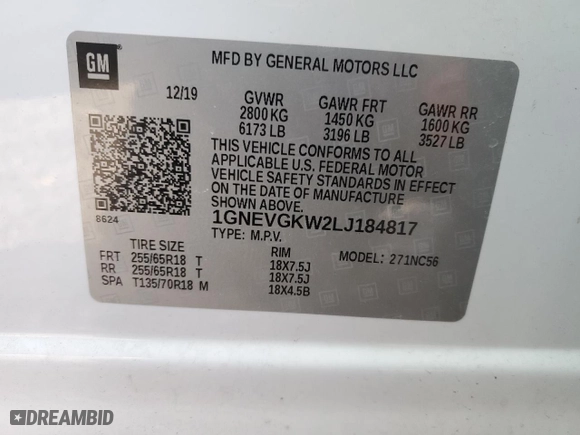 GM
MFD BY GENERAL MOTORS LLC
12/19
GVWR
2800 KG
6173 LB
GAWR FRT
1450 KG
3196 LB
GAWR RR
1600 KG
3527 LB
THIS VEHICLE CONFORMS TO ALL
APPLICABLE U.S. FEDERAL MOTOR
VEHICLE SAFETY STANDARDS IN EFFECT
ON THE DATE OF MANUFACTURE
SHOWN ABOVE.
8624
1GNEVGKW2LJ184817
TYPE: M.P.V.
MODEL: 271NC56
TIRE SIZE
RIM
FRT 255/65R18 T 18X7.5J
RR 255/65R18 T 18X7.5J
SPA T135/70R18 M 18X4.5B
DREAMBID